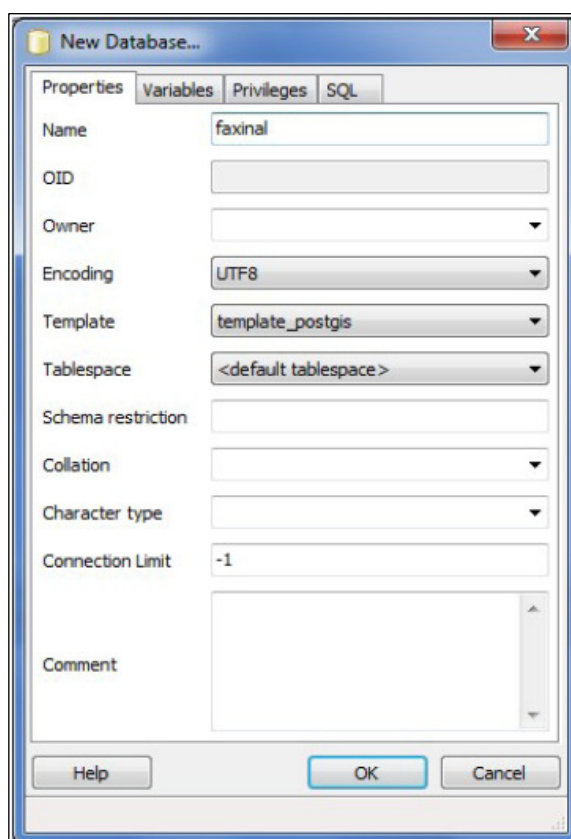 New Database...
Properties Variables Privileges SQL
Name faxinal
OID
Owner
Encoding UTF8
Template template_postgis
Tablespace <default tablespace>
Schema restriction
Collation
Character type
Connection Limit -1
Comment
Help OK Cancel